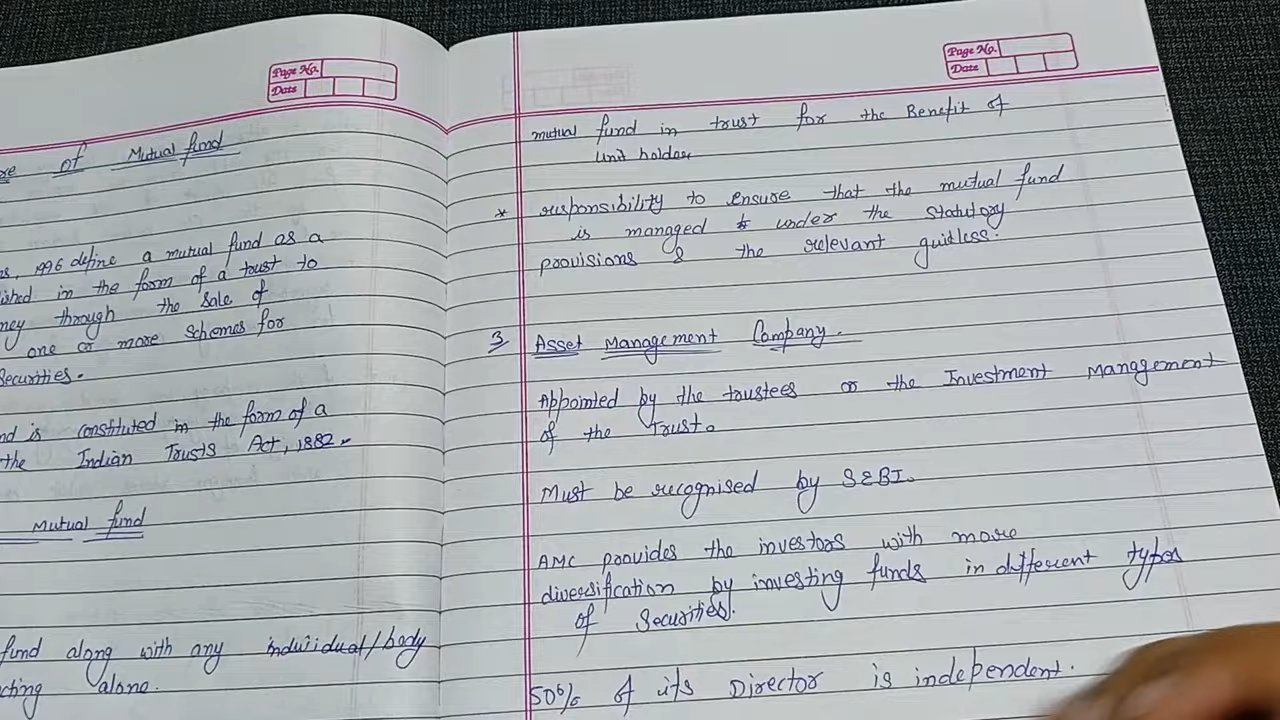 Page No.
Date
of Mutual fund
1996 define a mutual fund as a
in the form of a trust to
through the sale of
one or more schemes for
Securities.
is constituted in the form of a
the Indian Trusts Act, 1882.
Mutual fund
fund along with any individual/body
alone.
Page No.
Date
mutual fund in trust for the Benefit of
unit holder
* responsibility to ensure that the mutual fund
is managed under the statutory
provisions & the relevant guidless.
3 Asset Management Company.
Appointed by the trustees or the Investment Management
of the Trust.
Must be recognised by SEBI.
AMC provides the investors with more
diversification by investing funds in different types
of Securities.
50% of its Director is independent.